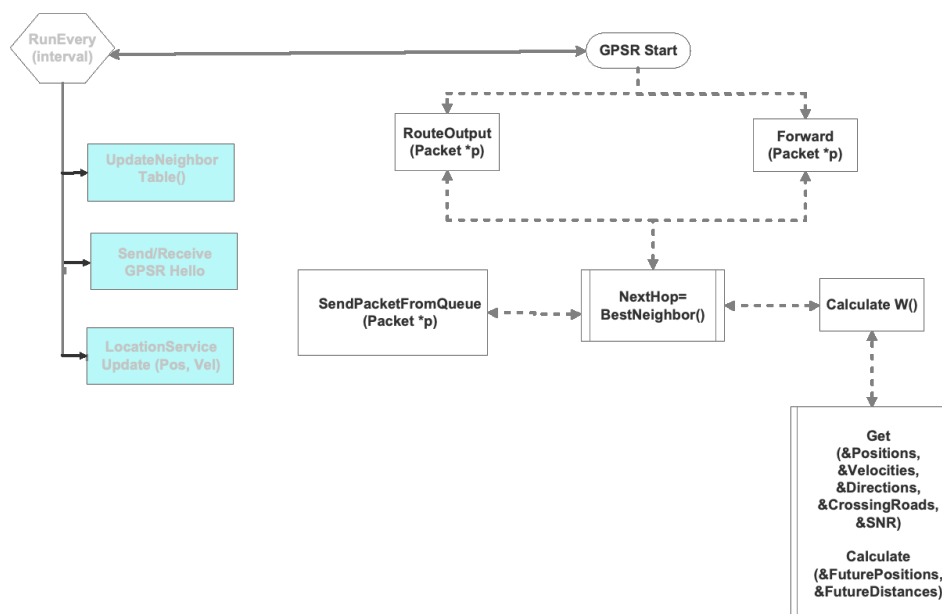 RunEvery
(interval)
GPSR Start
RouteOutput
(Packet *p)
Forward
(Packet *p)
UpdateNeighbor
Table()
Send/Receive
GPSR Hello
LocationService
Update (Pos, Vel)
SendPacketFromQueue
(Packet *p)
NextHop=
BestNeighbor()
Calculate W()
Get
(&Positions,
&Velocities,
&Directions,
&CrossingRoads,
&SNR)
Calculate
(&FuturePositions,
&FutureDistances)